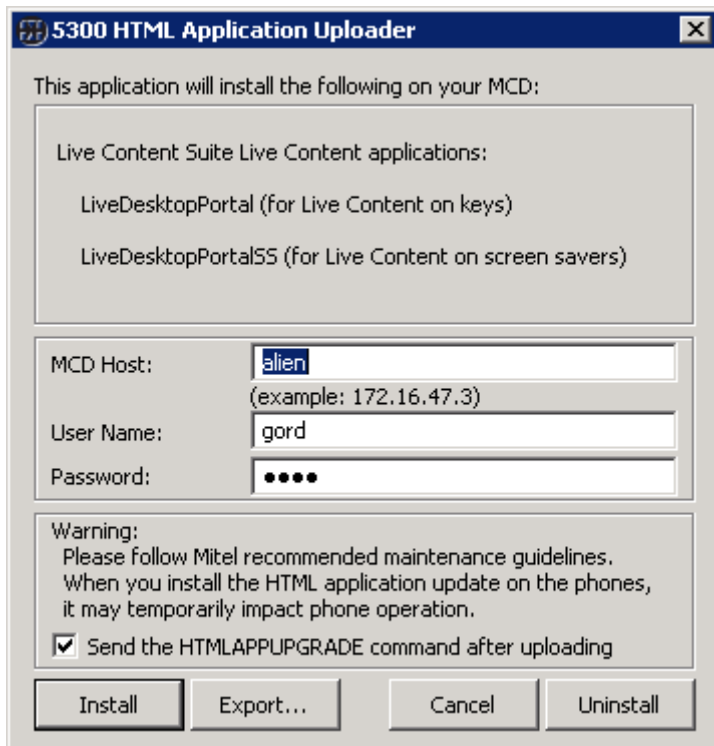 5300 HTML Application Uploader
This application will install the following on your MCD:
Live Content Suite Live Content applications:
LiveDesktopPortal (for Live Content on keys)
LiveDesktopPortalSS (for Live Content on screen savers)
MCD Host: alien
(example: 172.16.47.3)
User Name: gord
Password: ●●●●
Warning:
Please follow Mitel recommended maintenance guidelines.
When you install the HTML application update on the phones,
it may temporarily impact phone operation.
Send the HTMLAPPUPGRADE command after uploading
Install Export... Cancel Uninstall